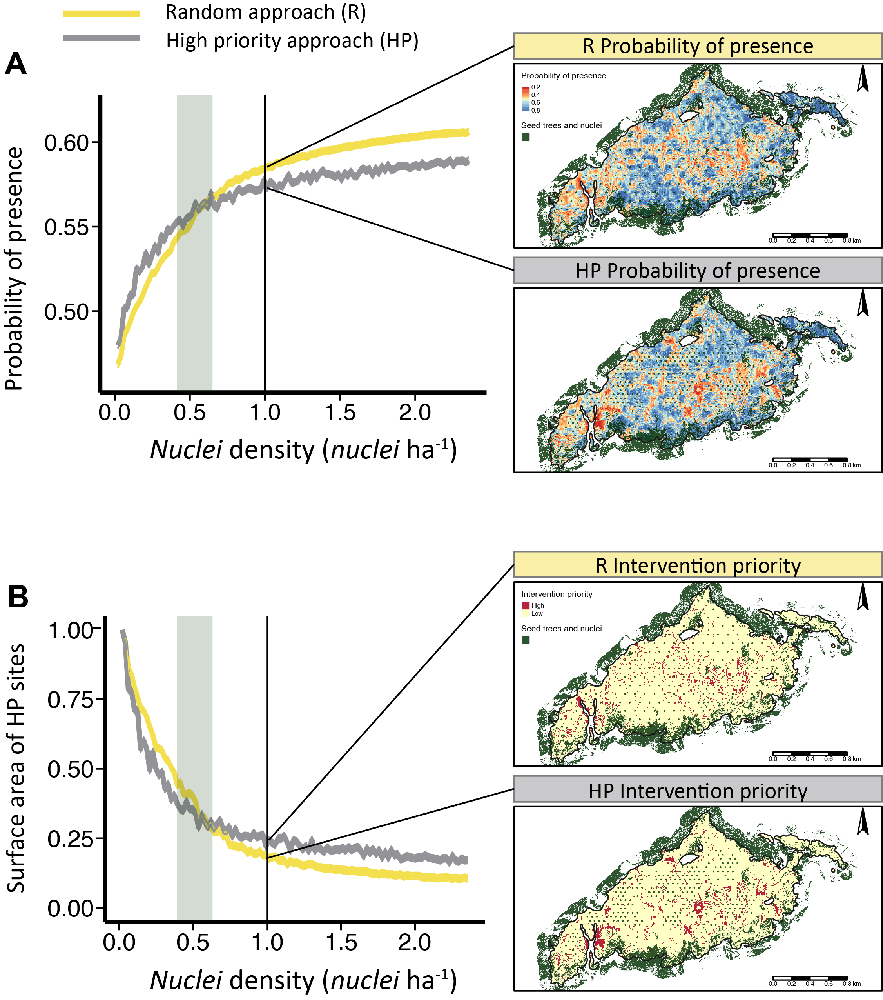 Random approach (R)
High priority approach (HP)
A
Probability of presence
0.60
0.55
0.50
0.0 0.5 1.0 1.5 2.0
Nuclei density (nuclei ha-1)
R Probability of presence
Probability of presence
0.2
0.4
0.6
0.8
Seed trees and nuclei
0.0 0.2 0.4 0.6 0.8 km
HP Probability of presence
0.0 0.2 0.4 0.6 0.8 km
B
Surface area of HP sites
1.00
0.75
0.50
0.25
0.00
0.0 0.5 1.0 1.5 2.0
Nuclei density (nuclei ha-1)
R Intervention priority
Intervention priority
High
Low
Seed trees and nuclei
0.0 0.2 0.4 0.6 0.8 km
HP Intervention priority
0.0 0.2 0.4 0.6 0.8 km